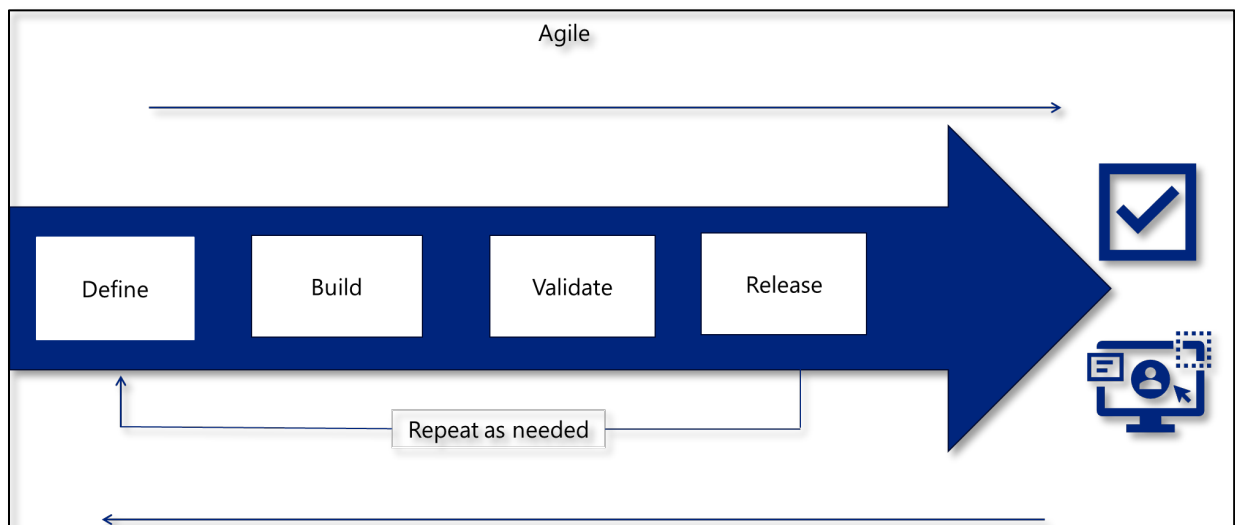 Agile
Define
Build
Validate
Release
Repeat as needed